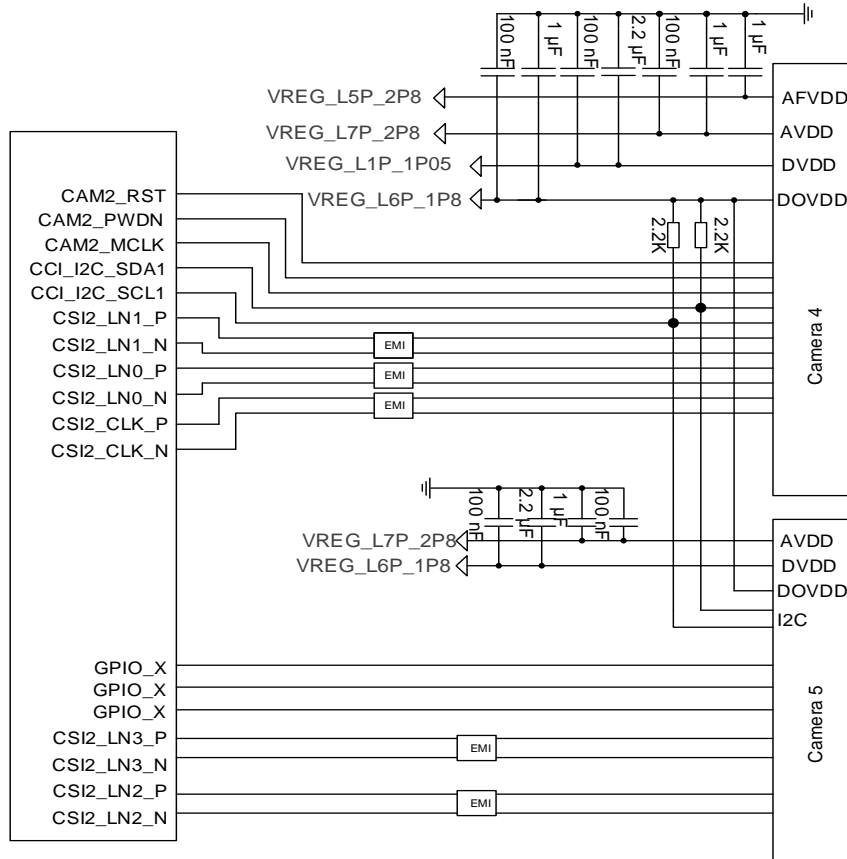 100 nF
1 µF
100 nF
2.2 µF
100 nF
1 µF
1 µF
VREG_L5P_2P8
AFVDD
VREG_L7P_2P8
AVDD
VREG_L1P_1P05
DVDD
VREG_L6P_1P8
DOVDD
2.2K
2.2K
CAM2_RST
CAM2_PWDN
CAM2_MCLK
CCI_I2C_SDA1
CCI_I2C_SCL1
CSI2_LN1_P
CSI2_LN1_N
CSI2_LN0_P
CSI2_LN0_N
CSI2_CLK_P
CSI2_CLK_N
EMI
EMI
EMI
Camera 4
100 nF
2.2 µF
1 µF
100 nF
VREG_L7P_2P8
AVDD
VREG_L6P_1P8
DVDD
DOVDD
I2C
GPIO_X
GPIO_X
GPIO_X
CSI2_LN3_P
CSI2_LN3_N
CSI2_LN2_P
CSI2_LN2_N
EMI
EMI
Camera 5